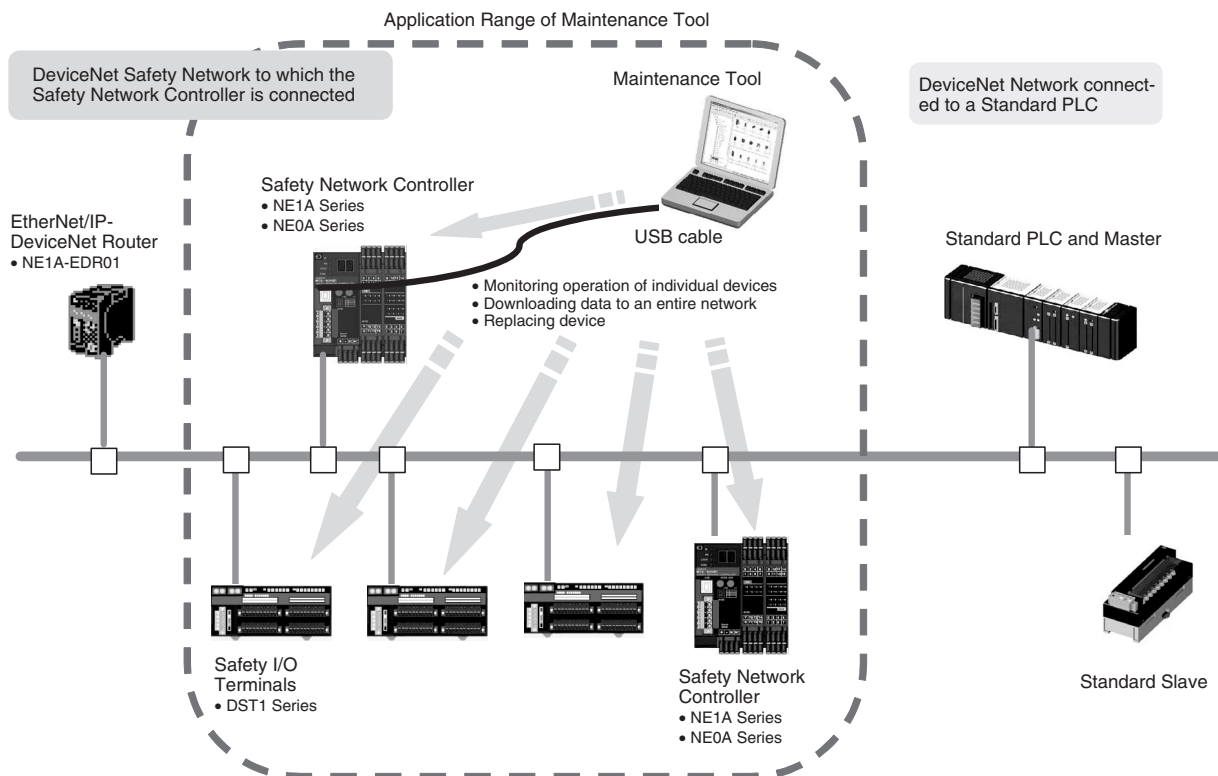 Application Range of Maintenance Tool
DeviceNet Safety Network to which the
Safety Network Controller is connected
Maintenance Tool
DeviceNet Network connect-
ed to a Standard PLC
Safety Network Controller
• NE1A Series
• NE0A Series
USB cable
EtherNet/IP-
DeviceNet Router
• NE1A-EDR01
Standard PLC and Master
• Monitoring operation of individual devices
• Downloading data to an entire network
• Replacing device
Safety I/O
Terminals
• DST1 Series
Safety Network
Controller
• NE1A Series
• NE0A Series
Standard Slave